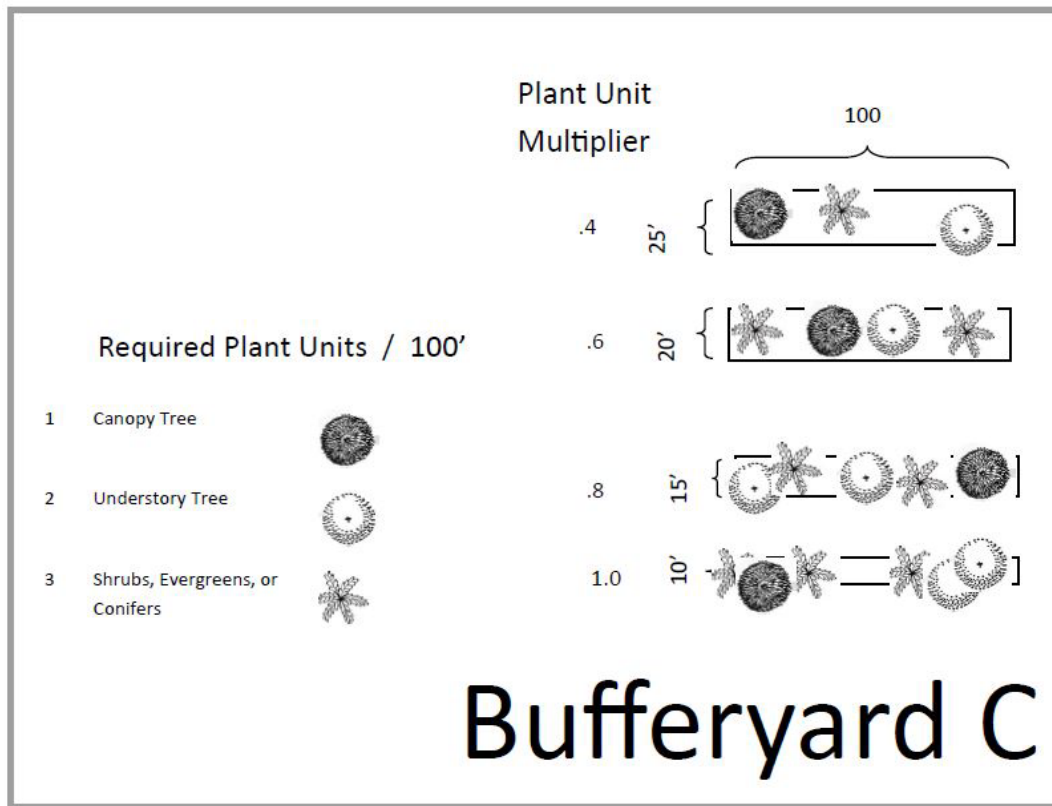 Plant Unit
Multiplier
100
.4
25’
Required Plant Units / 100’
.6
20’
1 Canopy Tree
2 Understory Tree
.8
15’
3 Shrubs, Evergreens, or
Conifers
1.0
10’
Bufferyard C